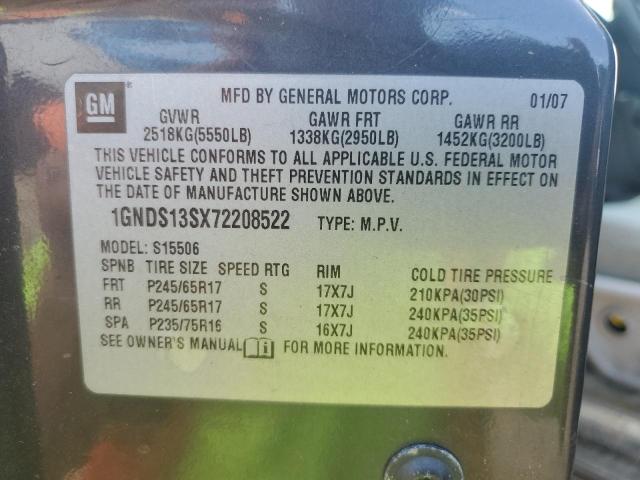 GM
MFD BY GENERAL MOTORS CORP. 01/07
GVWR GAWR FRT GAWR RR
2518KG(5550LB) 1338KG(2950LB) 1452KG(3200LB)
THIS VEHICLE CONFORMS TO ALL APPLICABLE U.S. FEDERAL MOTOR
VEHICLE SAFETY AND THEFT PREVENTION STANDARDS IN EFFECT ON
THE DATE OF MANUFACTURE SHOWN ABOVE.
1GNDS13SX72208522 TYPE: M.P.V.
MODEL: S15506
SPNB TIRE SIZE SPEED RTG RIM COLD TIRE PRESSURE
FRT P245/65R17 S 17X7J 210KPA(30PSI)
RR P245/65R17 S 17X7J 240KPA(35PSI)
SPA P235/75R16 S 16X7J 240KPA(35PSI)
SEE OWNER'S MANUAL FOR MORE INFORMATION.